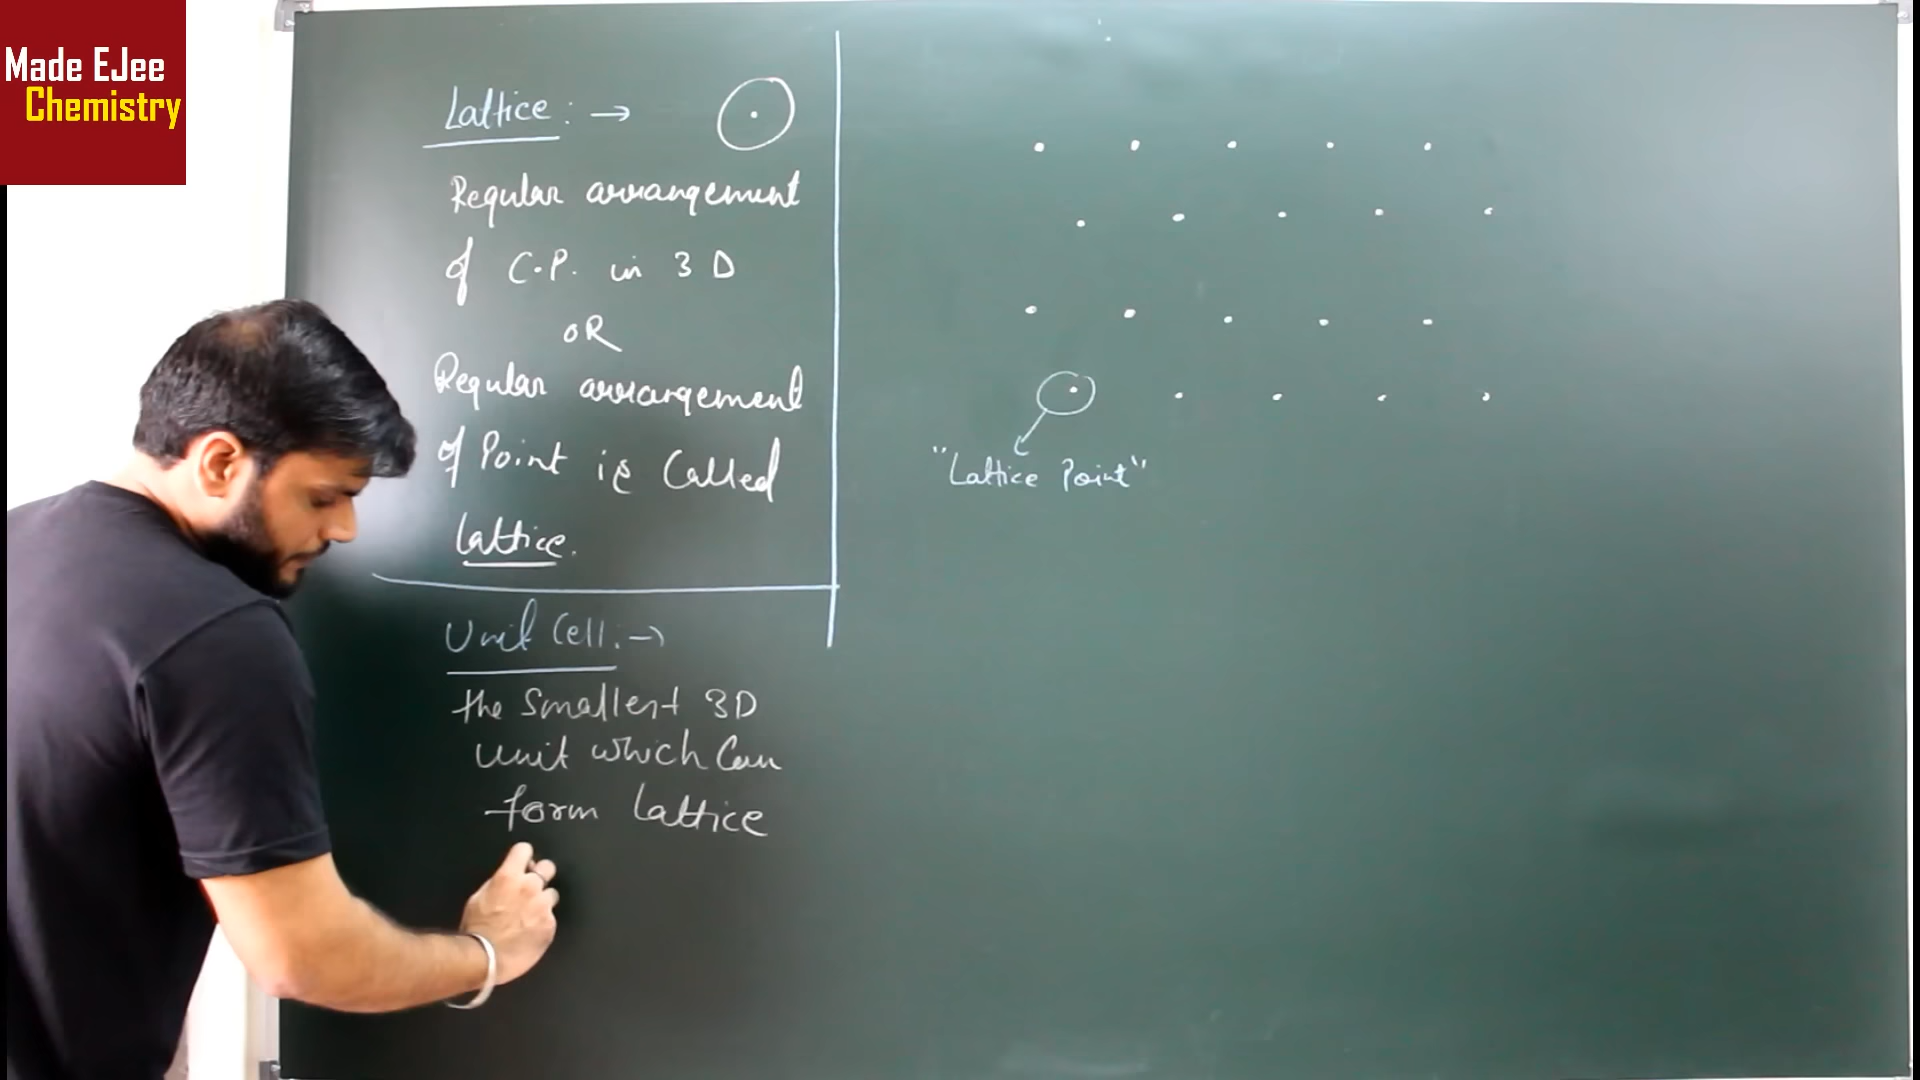 Made EJee
Chemistry
Lattice : →
Regular arrangement
of C.P. in 3 D
OR
Regular arrangement
of Point is Called
Lattice.
Unit Cell : →
the Smallest 3D
unit which Can
form Lattice
"Lattice Point"